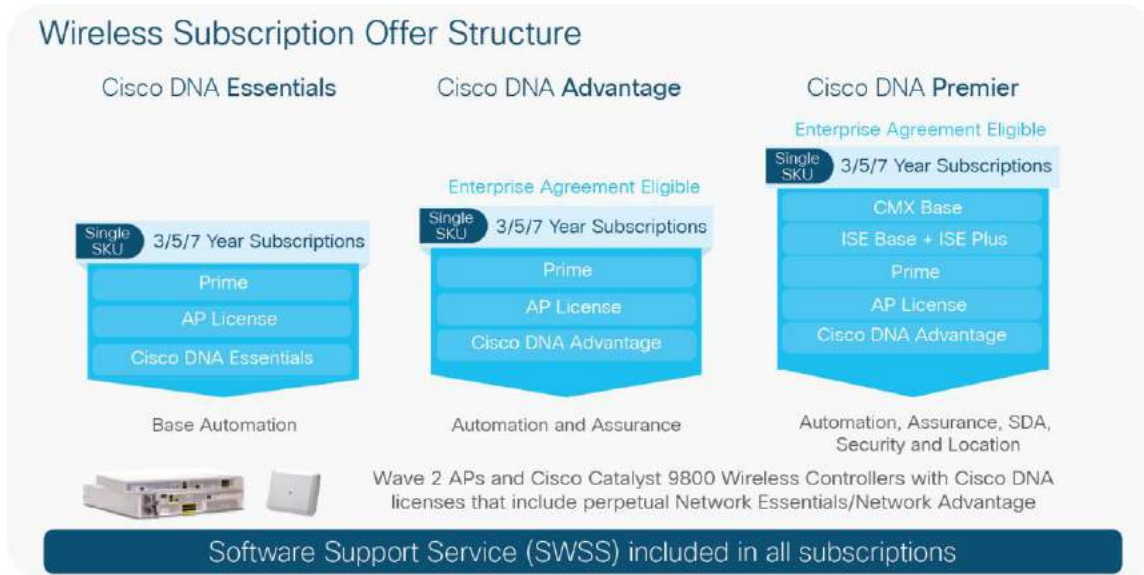 Wireless Subscription Offer Structure
Cisco DNA Essentials
Single
SKU
3/5/7 Year Subscriptions
Prime
AP License
Cisco DNA Essentials
Base Automation
Cisco DNA Advantage
Enterprise Agreement Eligible
Single
SKU
3/5/7 Year Subscriptions
Prime
AP License
Cisco DNA Advantage
Automation and Assurance
Cisco DNA Premier
Enterprise Agreement Eligible
Single
SKU
3/5/7 Year Subscriptions
CMX Base
ISE Base + ISE Plus
Prime
AP License
Cisco DNA Advantage
Automation, Assurance, SDA,
Security and Location
Wave 2 APs and Cisco Catalyst 9800 Wireless Controllers with Cisco DNA
licenses that include perpetual Network Essentials/Network Advantage
Software Support Service (SWSS) included in all subscriptions